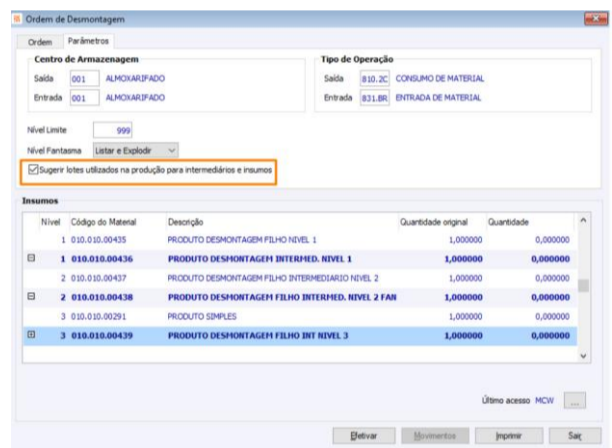 Ordem de Desmontagem
Ordem Parâmetros
Centro de Armazenagem Tipo de Operação
Saída 001 ALMOXARIFADO Saída 810.2C CONSUMO DE MATERIAL
Entrada 001 ALMOXARIFADO Entrada 831.BR ENTRADA DE MATERIAL
Nível Limite 999
Nível Fantasma Listar e Explodir
Sugerir lotes utilizados na produção para intermediários e insumos
Insumos
Nível Código do Material Descrição Quantidade original Quantidade
1 010.010.00435 PRODUTO DESMONTAGEM FILHO NIVEL 1 1,000000 0,000000
1 010.010.00436 PRODUTO DESMONTAGEM INTERMED. NIVEL 1 1,000000 0,000000
2 010.010.00437 PRODUTO DESMONTAGEM FILHO INTERMEDIARIO NIVEL 2 1,000000 0,000000
2 010.010.00438 PRODUTO DESMONTAGEM FILHO INTERMED. NIVEL 2 FAN 1,000000 0,000000
3 010.010.00291 PRODUTO SIMPLES 1,000000 0,000000
3 010.010.00439 PRODUTO DESMONTAGEM FILHO INT NIVEL 3 1,000000 0,000000
Último acesso MCW ...
Efetivar Movimentos Imprimir Sair